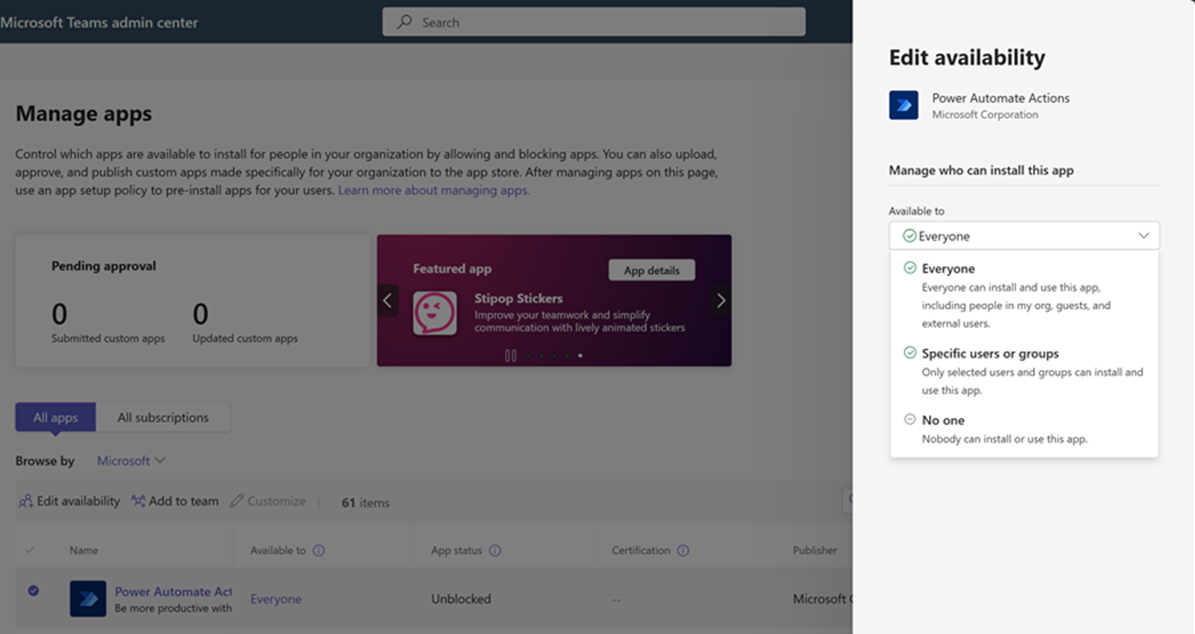 Microsoft Teams admin center
Search
Manage apps
Control which apps are available to install for people in your organization by allowing and blocking apps. You can also upload,
approve, and publish custom apps made specifically for your organization to the app store. After managing apps on this page,
use an app setup policy to pre-install apps for your users. Learn more about managing apps.
Pending approval
0
Submitted custom apps
0
Updated custom apps
Featured app
App details
Stipop Stickers
Improve your teamwork and simplify
communication with lively animated stickers
All apps
All subscriptions
Browse by Microsoft
Edit availability Add to team Customize | 61 items
Name Available to App status Certification Publisher
Power Automate Act Everyone Unblocked -- Microsoft C
Be more productive with
Edit availability
Power Automate Actions
Microsoft Corporation
Manage who can install this app
Available to
Everyone
Everyone
Everyone can install and use this app,
including people in my org, guests, and
external users.
Specific users or groups
Only selected users and groups can install and
use this app.
No one
Nobody can install or use this app.